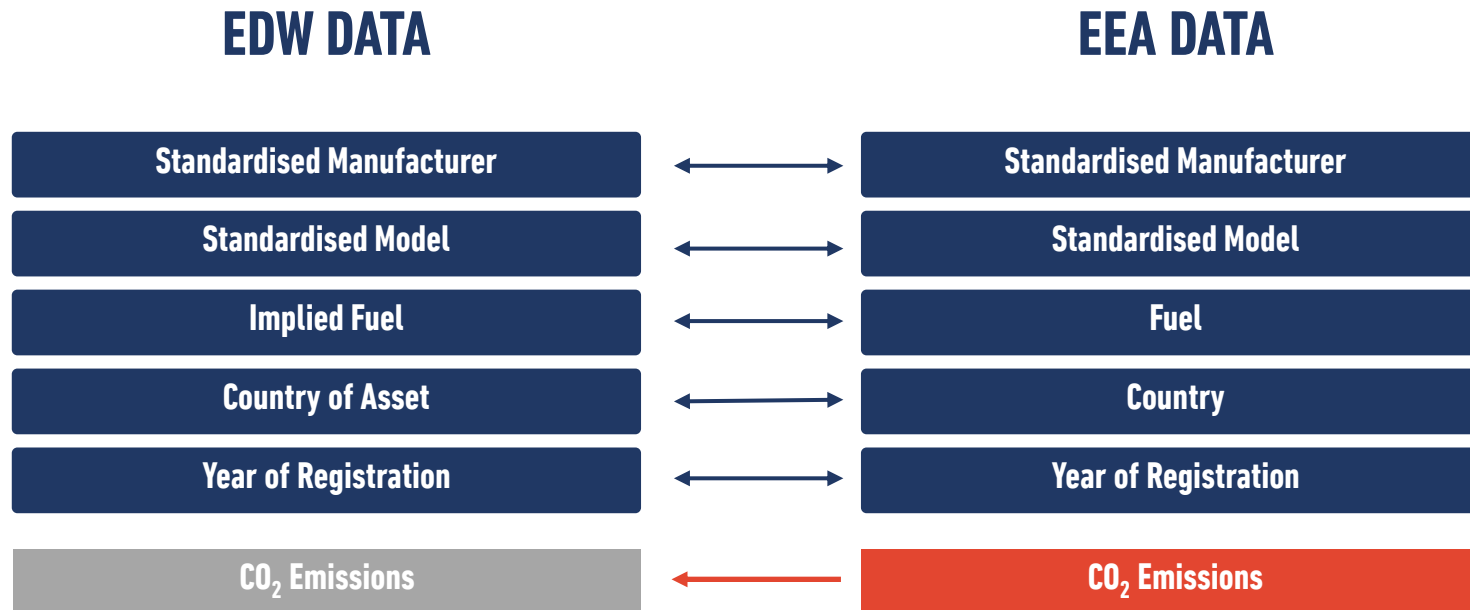 EDW DATA
EEA DATA
Standardised Manufacturer
Standardised Manufacturer
Standardised Model
Standardised Model
Implied Fuel
Fuel
Country of Asset
Country
Year of Registration
Year of Registration
CO₂ Emissions
CO₂ Emissions